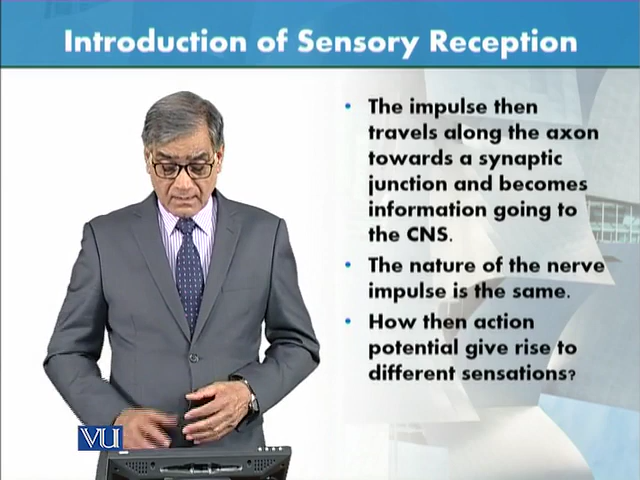 Introduction of Sensory Reception
• The impulse then
travels along the axon
towards a synaptic
junction and becomes
information going to
the CNS.
• The nature of the nerve
impulse is the same.
• How then action
potential give rise to
different sensations?
VU